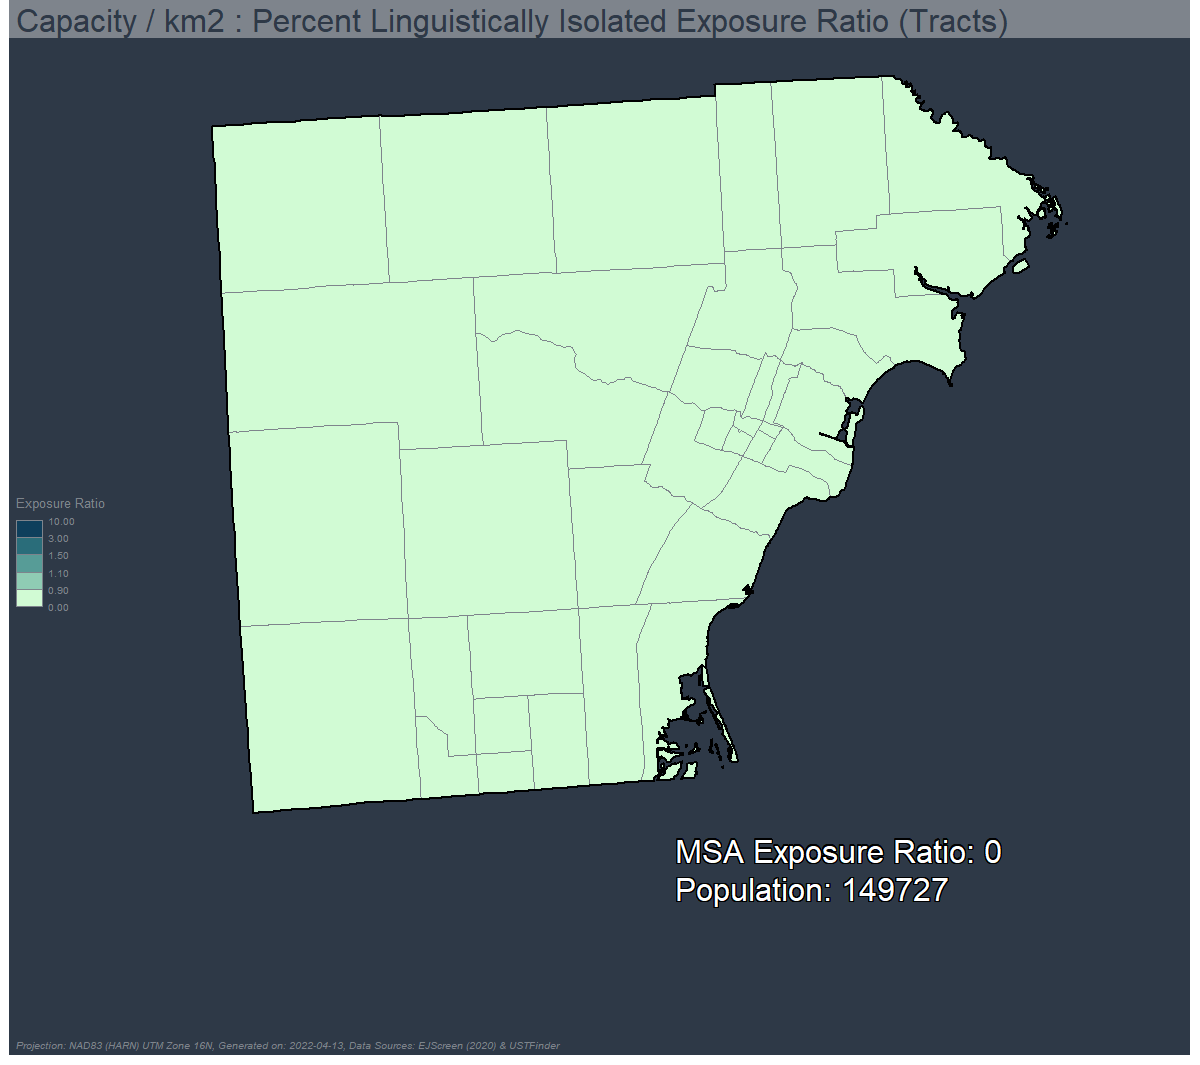 Capacity / km2 : Percent Linguistically Isolated Exposure Ratio (Tracts)
Exposure Ratio
10.00
3.00
1.50
1.10
0.90
0.00
MSA Exposure Ratio: 0
Population: 149727
Projection: NAD83 (HARN) UTM Zone 16N, Generated on: 2022-04-13, Data Sources: EJScreen (2020) & USTFinder